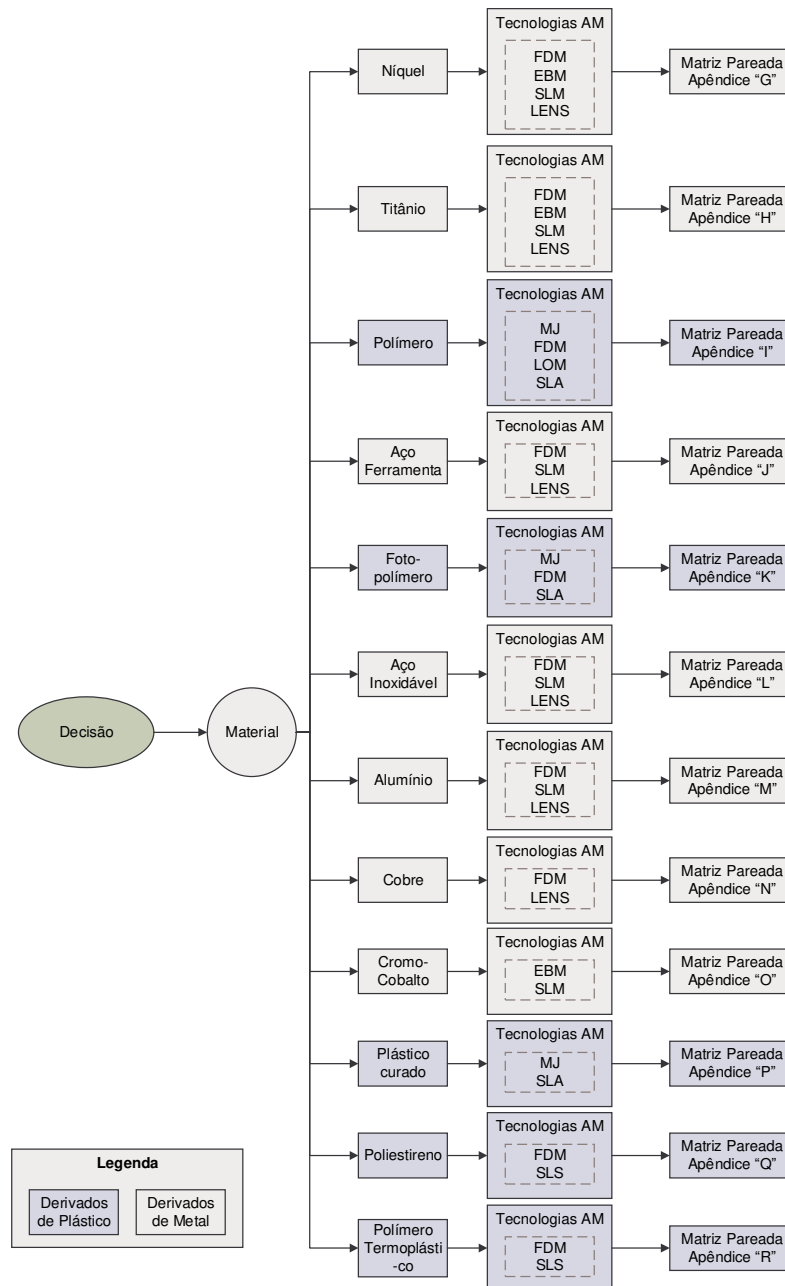 Decisão
Material
Níquel
Tecnologias AM
FDM
EBM
SLM
LENS
Matriz Pareada
Apêndice “G”
Titânio
Tecnologias AM
FDM
EBM
SLM
LENS
Matriz Pareada
Apêndice “H”
Polímero
Tecnologias AM
MJ
FDM
LOM
SLA
Matriz Pareada
Apêndice “I”
Aço
Ferramenta
Tecnologias AM
FDM
SLM
LENS
Matriz Pareada
Apêndice “J”
Foto-
polímero
Tecnologias AM
MJ
FDM
SLA
Matriz Pareada
Apêndice “K”
Aço
Inoxidável
Tecnologias AM
FDM
SLM
LENS
Matriz Pareada
Apêndice “L”
Alumínio
Tecnologias AM
FDM
SLM
LENS
Matriz Pareada
Apêndice “M”
Cobre
Tecnologias AM
FDM
LENS
Matriz Pareada
Apêndice “N”
Cromo-
Cobalto
Tecnologias AM
EBM
SLM
Matriz Pareada
Apêndice “O”
Plástico
curado
Tecnologias AM
MJ
SLA
Matriz Pareada
Apêndice “P”
Poliestireno
Tecnologias AM
FDM
SLS
Matriz Pareada
Apêndice “Q”
Polímero
Termoplásti
-co
Tecnologias AM
FDM
SLS
Matriz Pareada
Apêndice “R”
Legenda
Derivados
de Plástico
Derivados
de Metal